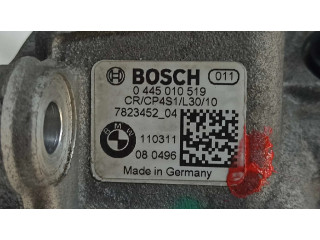 BOSCH 011
0 445 010 519
CR/CP4S1/L30/10
7823452_04
BMW 110311
08 0496
Made in Germany